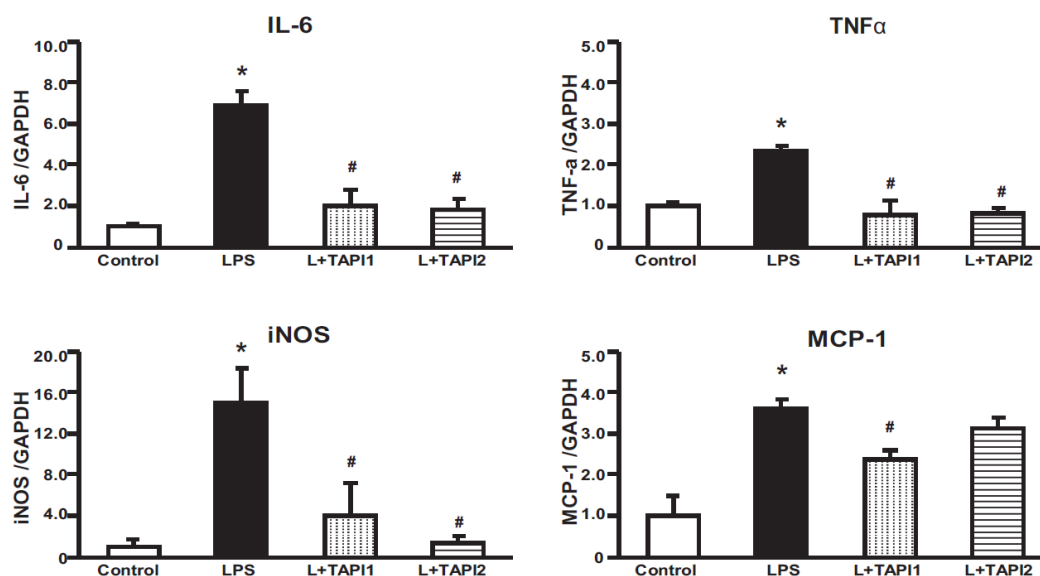 IL-6
IL-6 /GAPDH
10.0
8.0
6.0
4.0
2.0
0
*
#
#
Control LPS L+TAPI1 L+TAPI2
TNFα
TNF-a/GAPDH
5.0
4.0
3.0
2.0
1.0
0
*
#
#
Control LPS L+TAPI1 L+TAPI2
iNOS
iNOS /GAPDH
20.0
16.0
12.0
8.0
4.0
0
*
#
#
Control LPS L+TAPI1 L+TAPI2
MCP-1
MCP-1 /GAPDH
5.0
4.0
3.0
2.0
1.0
0
*
#
Control LPS L+TAPI1 L+TAPI2